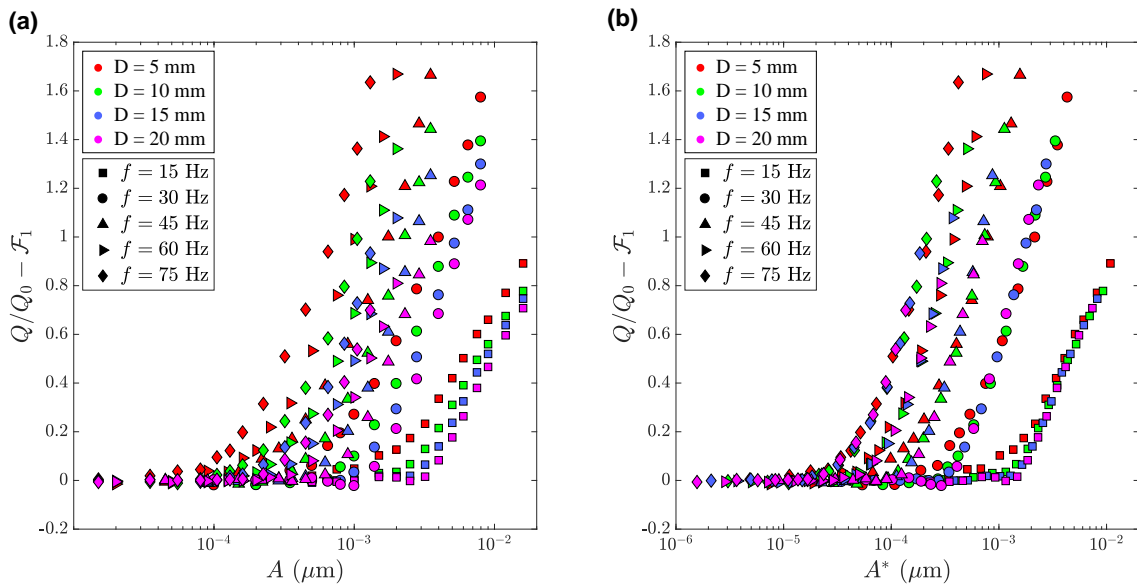 (a)
1.8
1.6
1.4
1.2
1
0.8
0.6
0.4
0.2
0
-0.2
Q/Q₀ − ℱ₁
D = 5 mm
D = 10 mm
D = 15 mm
D = 20 mm
f = 15 Hz
f = 30 Hz
f = 45 Hz
f = 60 Hz
f = 75 Hz
10⁻⁴
10⁻³
10⁻²
A (μm)
(b)
1.8
1.6
1.4
1.2
1
0.8
0.6
0.4
0.2
0
-0.2
Q/Q₀ − ℱ₁
D = 5 mm
D = 10 mm
D = 15 mm
D = 20 mm
f = 15 Hz
f = 30 Hz
f = 45 Hz
f = 60 Hz
f = 75 Hz
10⁻⁶
10⁻⁵
10⁻⁴
10⁻³
10⁻²
A* (μm)